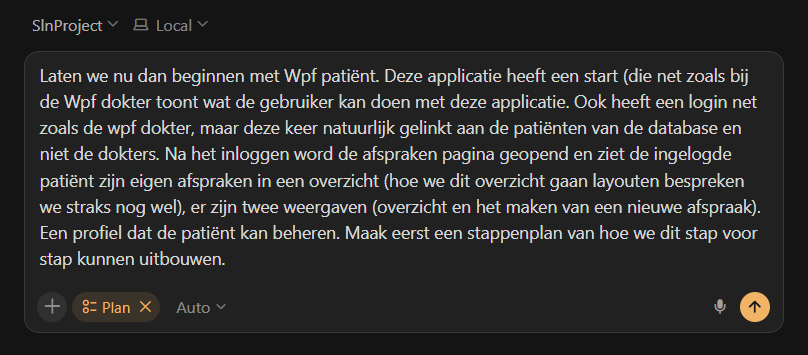 SlnProject Local
Laten we nu dan beginnen met Wpf patiënt. Deze applicatie heeft een start (die net zoals bij
de Wpf dokter toont wat de gebruiker kan doen met deze applicatie. Ook heeft een login net
zoals de wpf dokter, maar deze keer natuurlijk gelinkt aan de patiënten van de database en
niet de dokters. Na het inloggen word de afspraken pagina geopend en ziet de ingelogde
patiënt zijn eigen afspraken in een overzicht (hoe we dit overzicht gaan layouten bespreken
we straks nog wel), er zijn twee weergaven (overzicht en het maken van een nieuwe afspraak).
Een profiel dat de patiënt kan beheren. Maak eerst een stappenplan van hoe we dit stap voor
stap kunnen uitbouwen.
Plan Auto